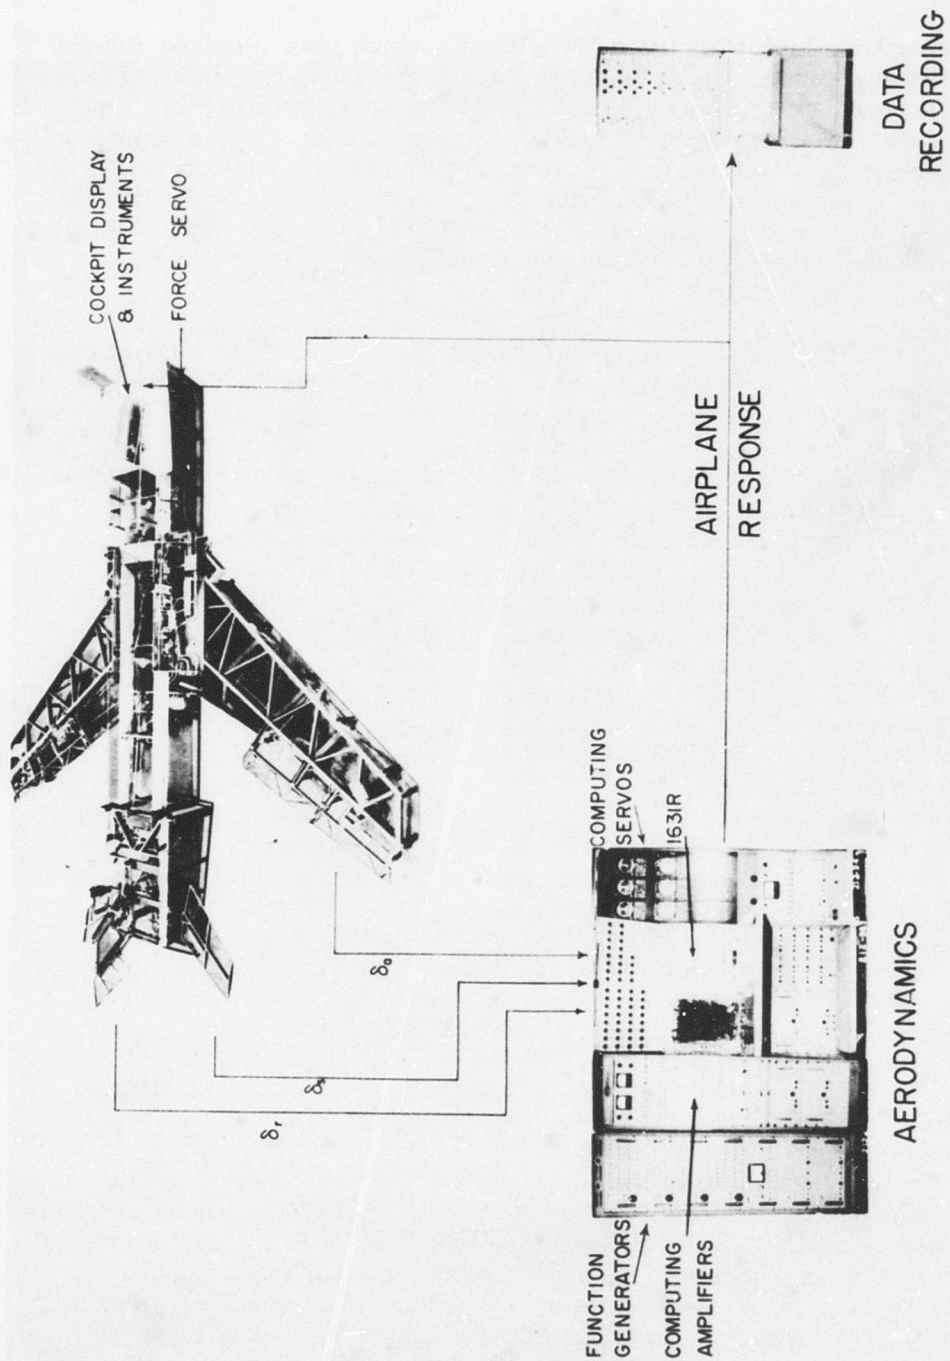 COCKPIT DISPLAY
& INSTRUMENTS
FORCE SERVO
δr
δs
δa
AIRPLANE
RESPONSE
FUNCTION
GENERATORS
COMPUTING
AMPLIFIERS
COMPUTING
SERVOS
1631R
AERODYNAMICS
DATA
RECORDING